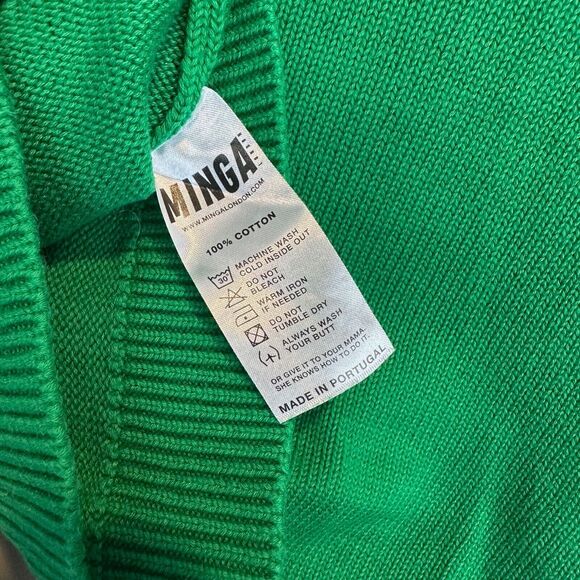 MINGA
LONDON
WWW.MINGALONDON.COM
100% COTTON
30°
MACHINE WASH
COLD INSIDE OUT
DO NOT
BLEACH
WARM IRON
IF NEEDED
DO NOT
TUMBLE DRY
ALWAYS WASH
YOUR BUTT
OR GIVE IT TO YOUR MAMA.
SHE KNOWS HOW TO DO IT.
MADE IN PORTUGAL